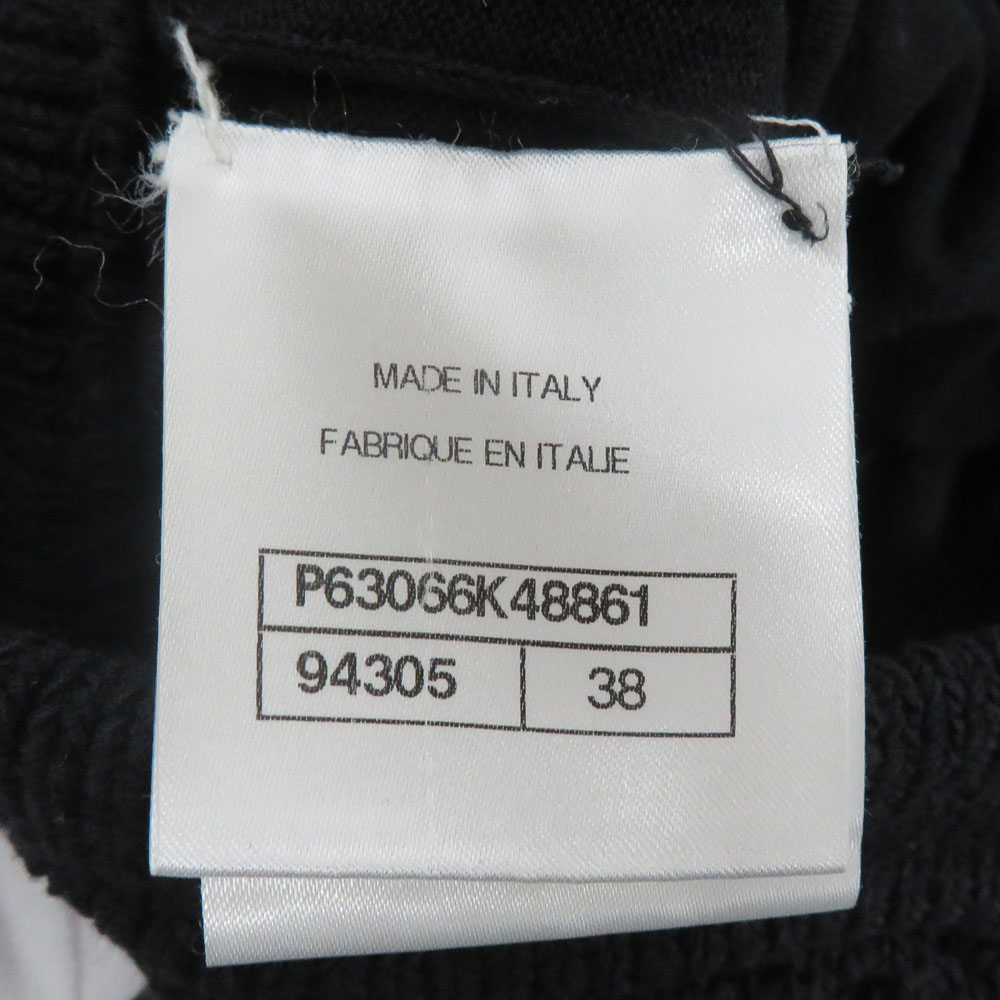 MADE IN ITALY
FABRIQUE EN ITALIE
P63066K48861
94305 38